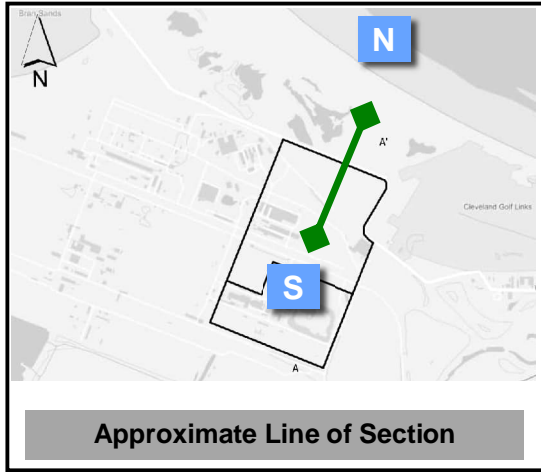 Bran Sands
N
N
A'
Cleveland Golf Links
S
A
Approximate Line of Section